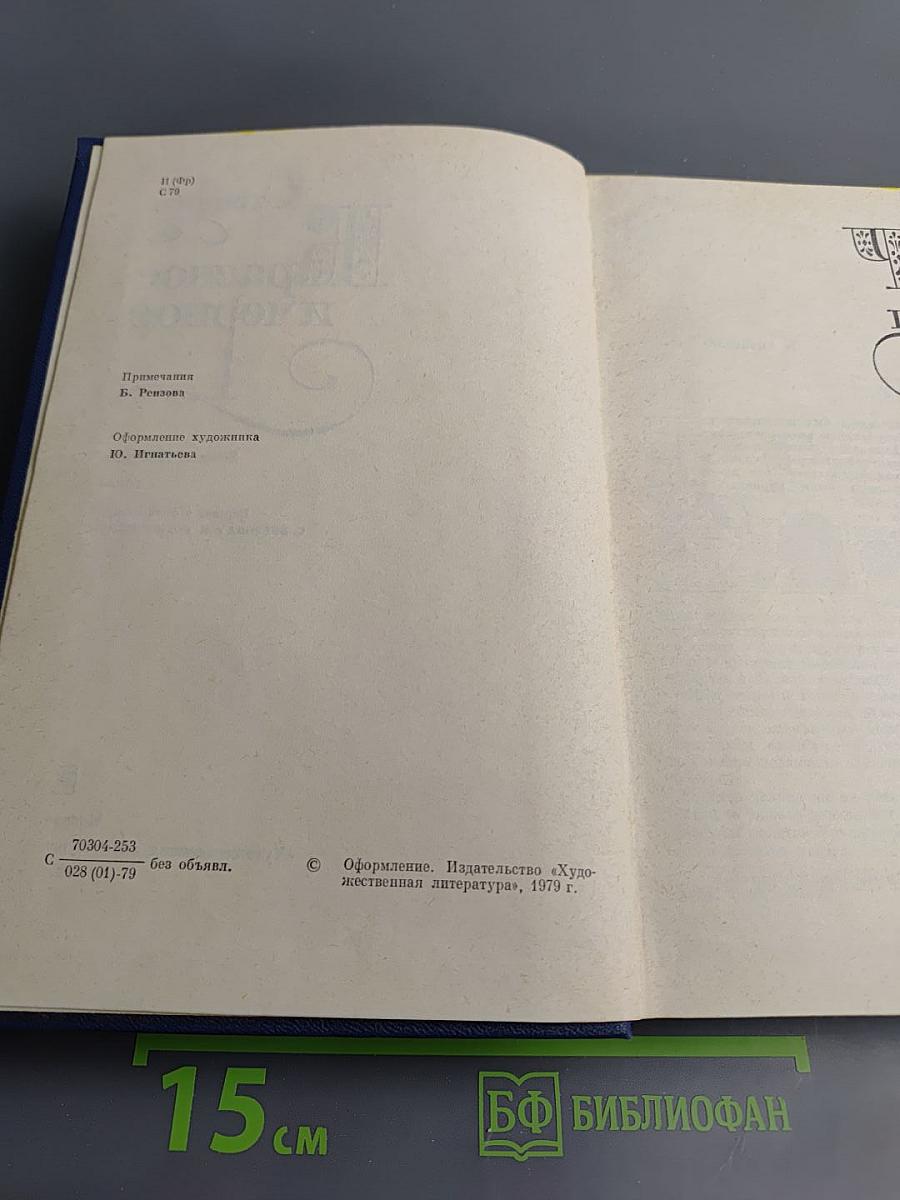 И (Фр)
С 79
Примечания
Б. Реизова
Оформление художника
Ю. Игнатьева
С 70304-253
028 (01)-79 без объявл.
© Оформление. Издательство «Худо-
жественная литература», 1979 г.
15 см
БФ БИБЛИОФАН